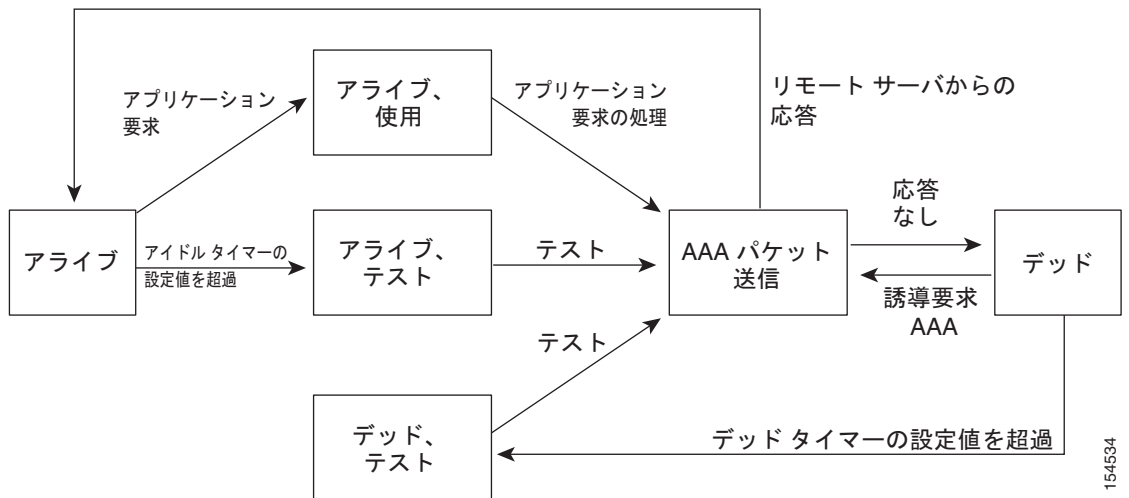 アプリケーション
要求
アライブ、
使用
アプリケーション
要求の処理
リモート サーバからの
応答
アライブ
アイドル タイマーの
設定値を超過
アライブ、
テスト
テスト
AAA パケット
送信
応答
なし
デッド
誘導要求
AAA
テスト
デッド、
テスト
デッド タイマーの設定値を超過
154534